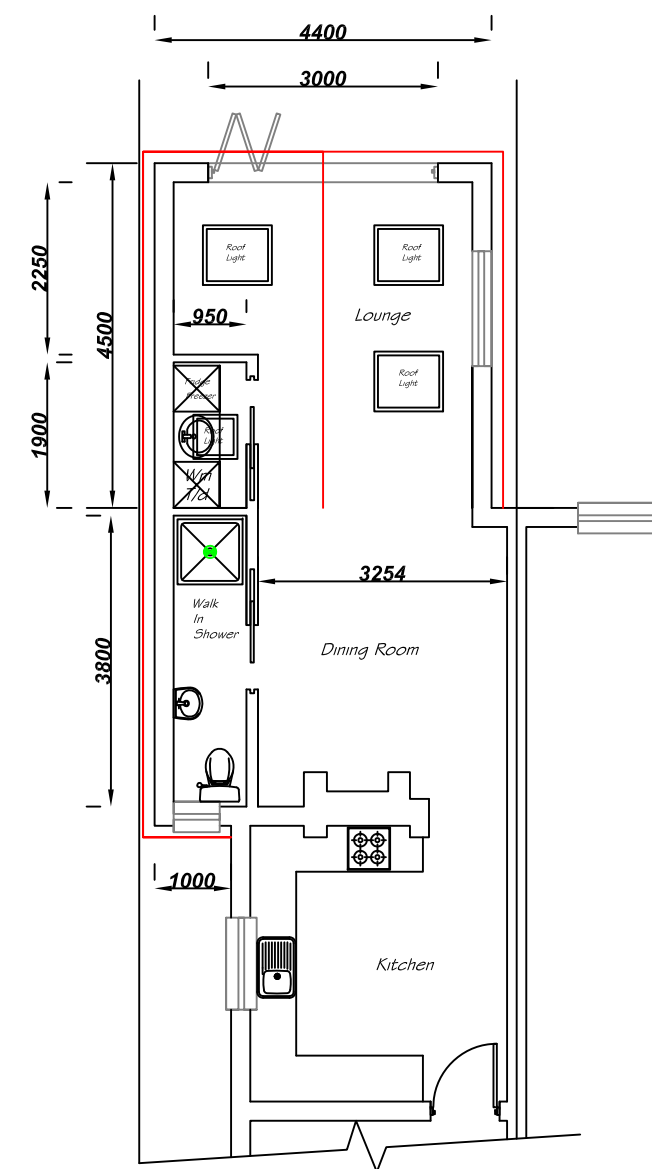 4400
3000
2250
4500
1900
950
Roof
Light
Roof
Light
Lounge
Roof
Light
Fridge
Freezer
Roof
Light
Wm
T/d
3254
3800
Walk
In
Shower
Dining Room
1000
Kitchen